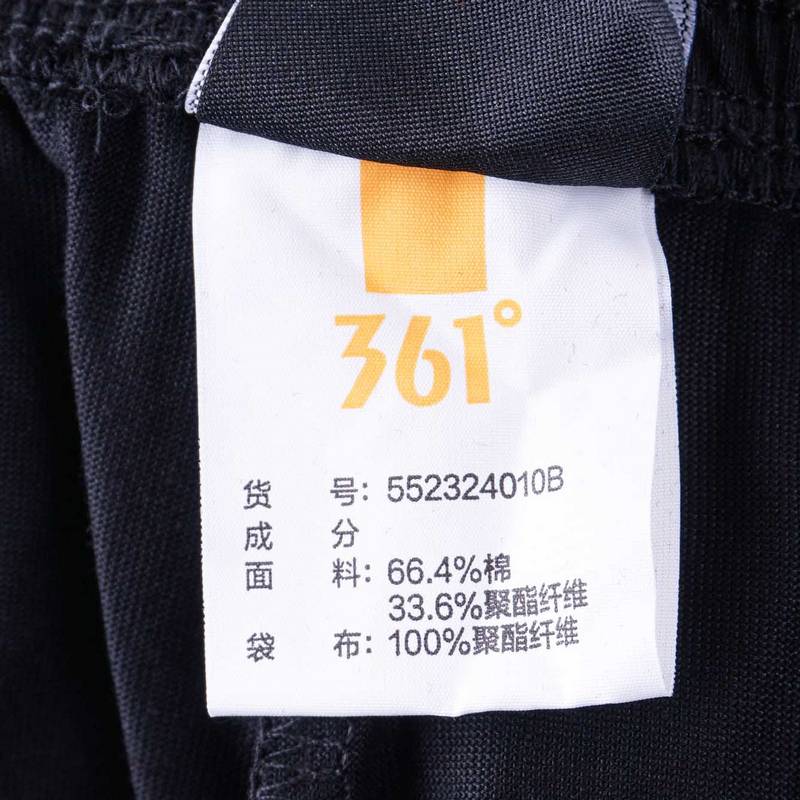 361°
货号：552324010B
成分
面料：66.4%棉
33.6%聚酯纤维
袋布：100%聚酯纤维